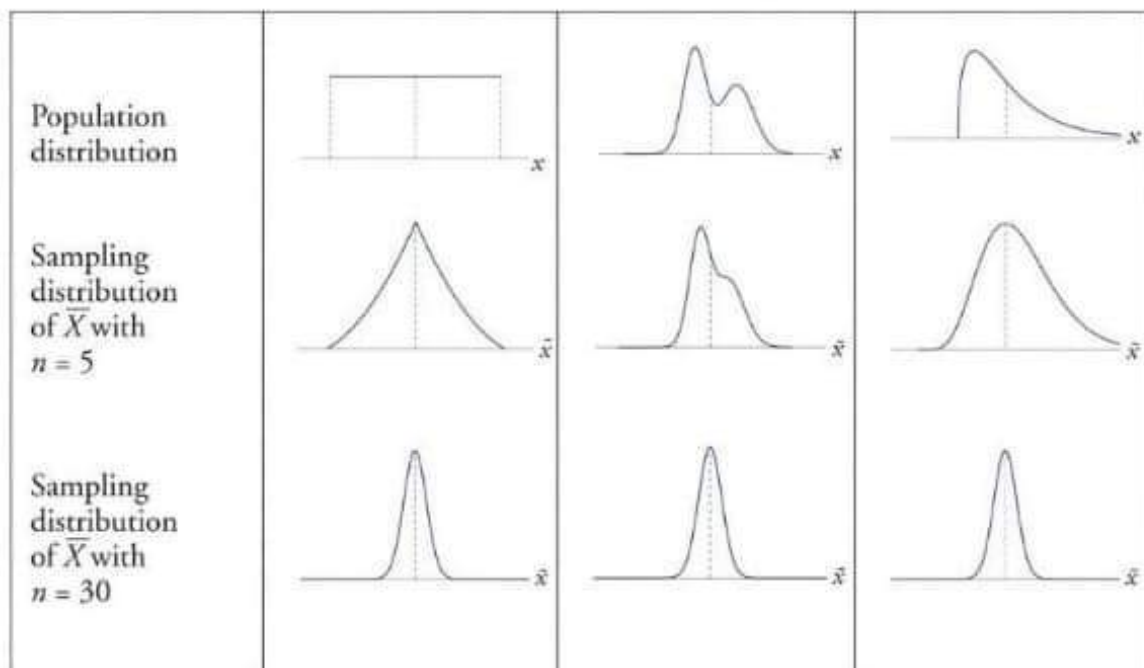 Population
distribution
x
x
x
Sampling
distribution
of X̅ with
n = 5
x̄
x̄
x̄
Sampling
distribution
of X̅ with
n = 30
x̄
x̄
x̄